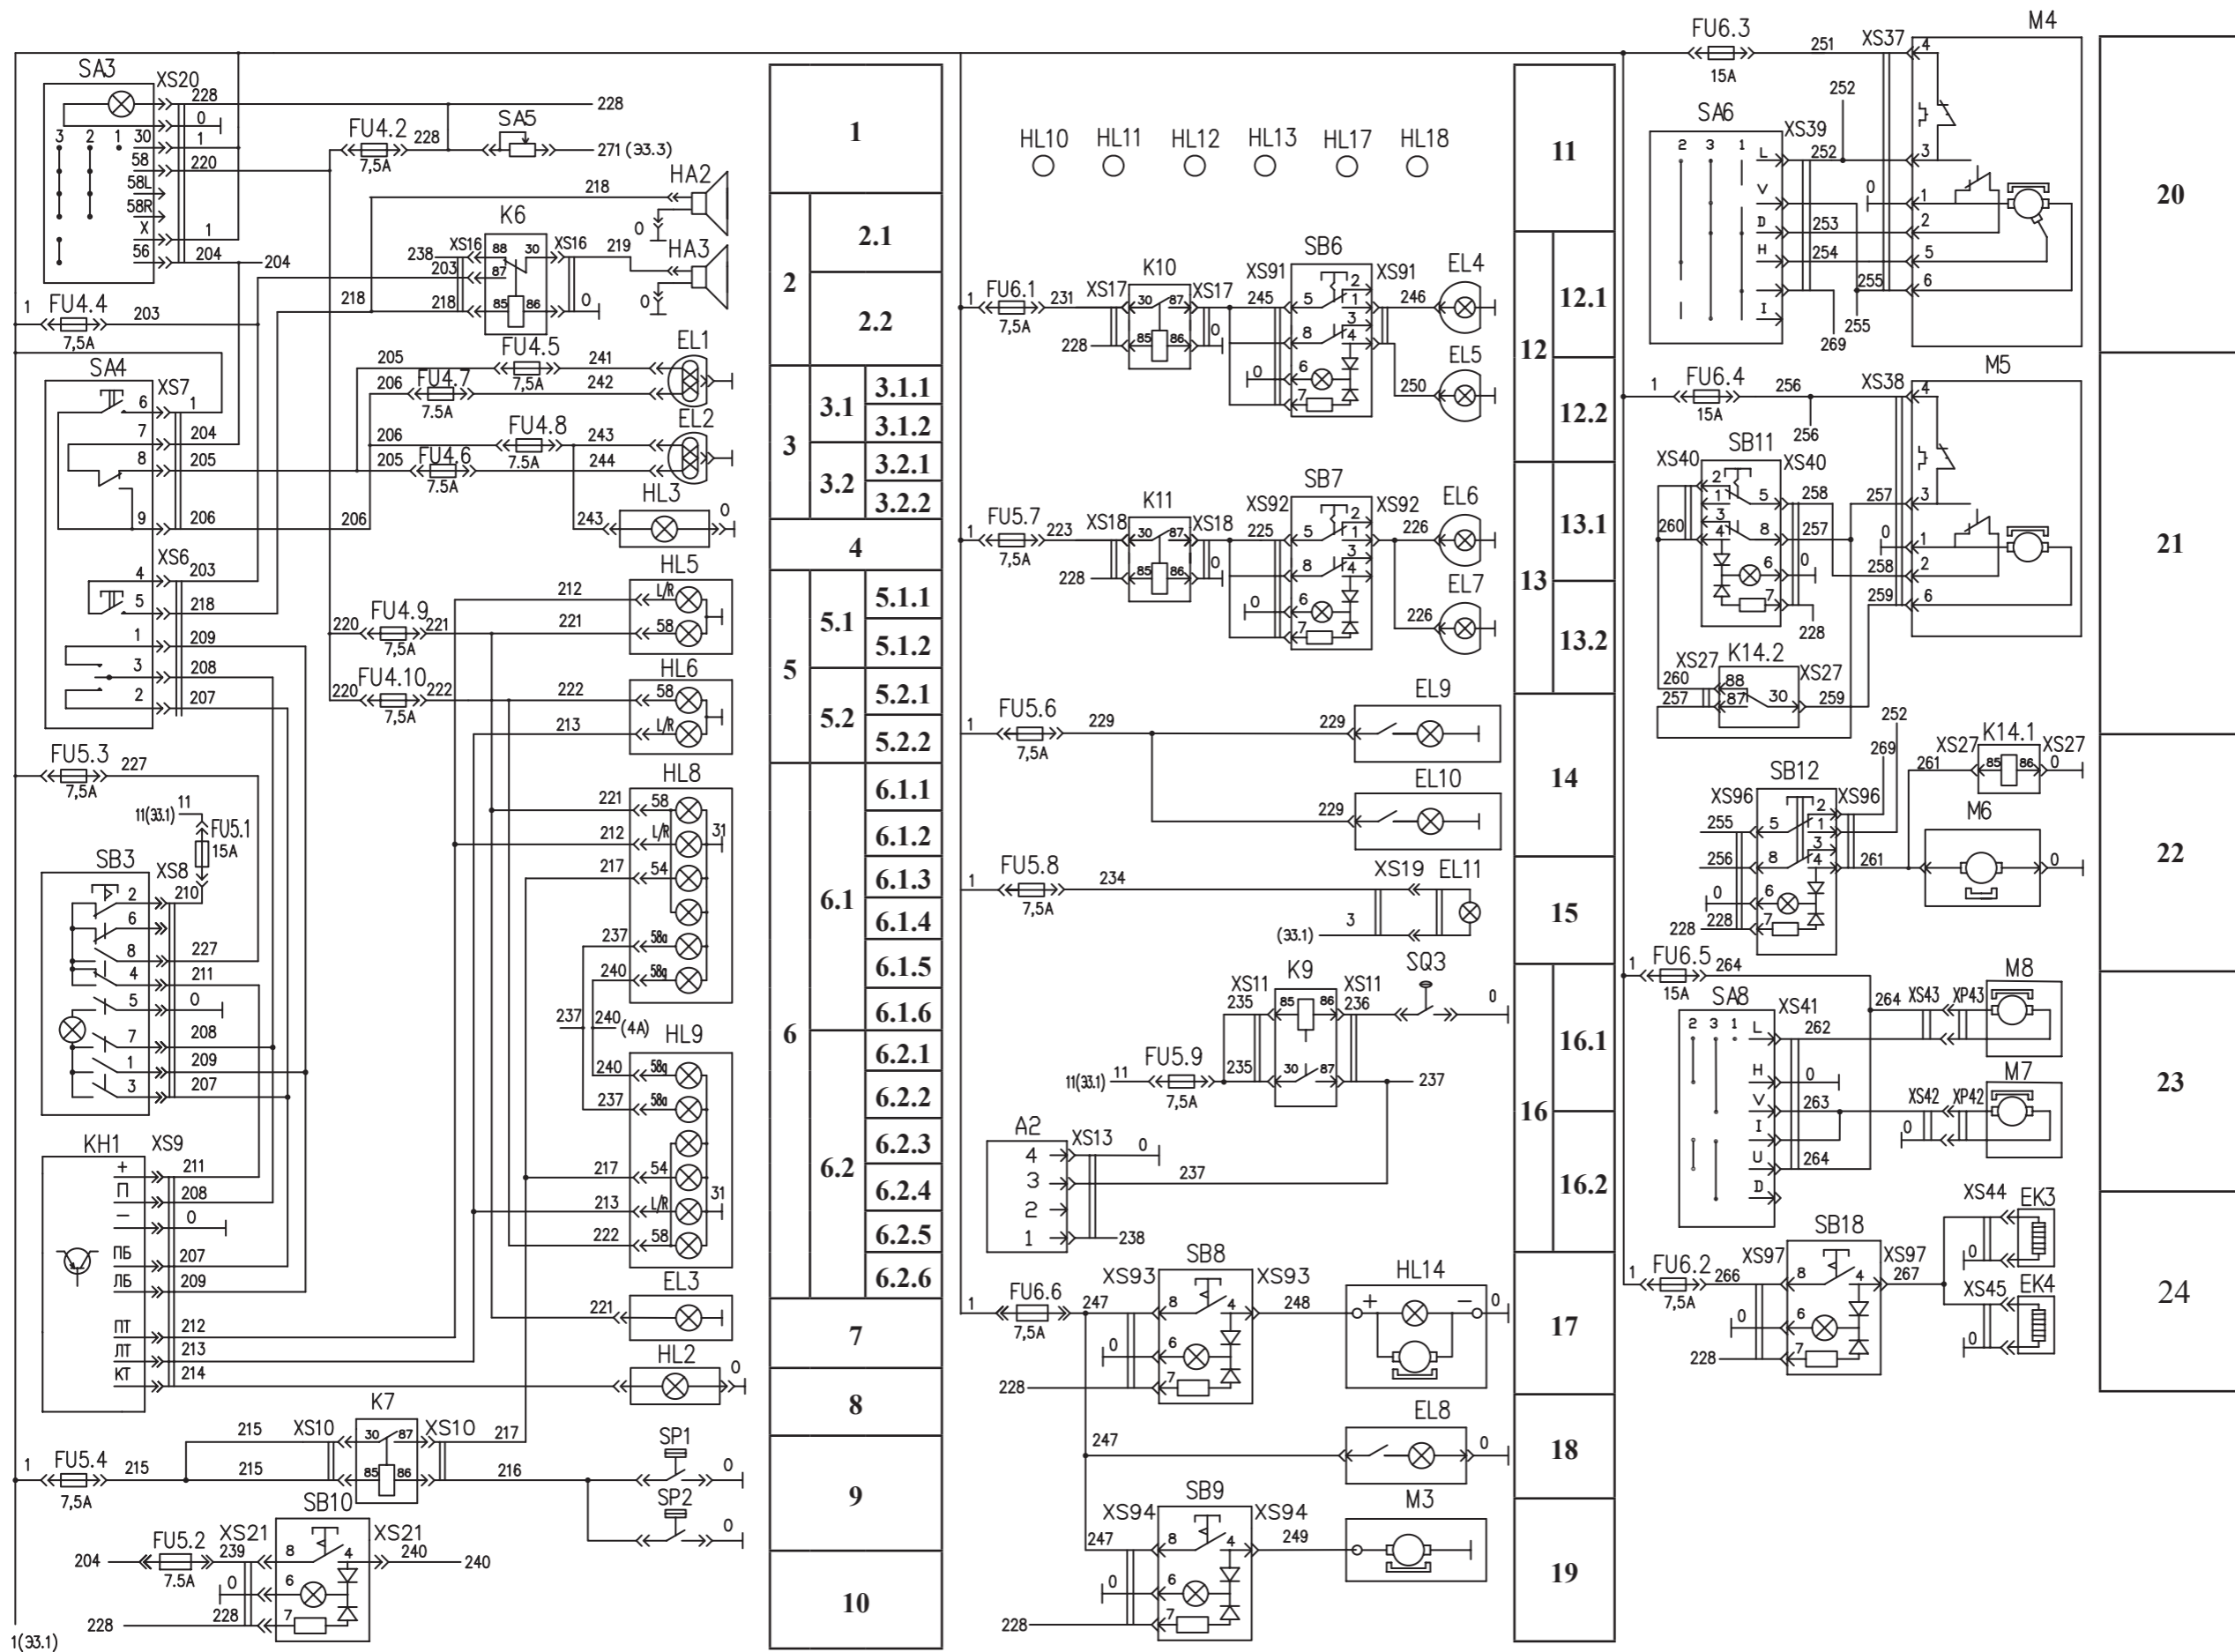 SA3
XS20
228
228
0
3 2 1 30
1
58
220
58L
58R
X
1
56
204
204
FU4.2
228
7,5A
SA5
271 (ЭЗ.3)
HA2
218
0
K6
238
XS16
88 30
XS16
219
HA3
203
87
0
218
218
85 86
0
1
FU4.4
203
7,5A
SA4
XS7
6
1
7
204
8
205
9
206
206
205
FU4.5
241
EL1
7,5A
206
FU4.7
242
7.5A
206
FU4.8
243
EL2
7.5A
205
FU4.6
244
7.5A
HL3
243
0
XS6
4
203
5
218
1
209
3
208
2
207
HL5
212
L/R
220
FU4.9
221
221
58
7,5A
HL6
220
FU4.10
222
222
58
7,5A
213
L/R
FU5.3
227
7,5A
11(ЭЗ.1)
11
FU5.1
15A
SB3
XS8
2
210
6
8
227
4
211
5
0
7
208
1
209
3
207
HL8
221
58
212
L/R
31
217
54
237
58a
240
58a
237
240
(4A)
HL9
240
58a
237
58a
217
54
213
L/R
31
222
58
KH1
XS9
+
211
П
208
−
0
ПБ
207
ЛБ
209
ПТ
212
ЛТ
213
КТ
214
EL3
221
HL2
0
K7
215
XS10
30 87
XS10
217
1
FU5.4
215
215
85 86
216
7,5A
SP1
0
SP2
0
SB10
204
FU5.2
XS21
239
8
4
XS21
240
240
7.5A
0
6
228
228
7
1(ЭЗ.1)
1
2
2.1
2.2
3
3.1
3.1.1
3.1.2
3.2
3.2.1
3.2.2
4
5
5.1
5.1.1
5.1.2
5.2
5.2.1
5.2.2
6
6.1
6.1.1
6.1.2
6.1.3
6.1.4
6.1.5
6.1.6
6.2
6.2.1
6.2.2
6.2.3
6.2.4
6.2.5
6.2.6
7
8
9
10
HL10 HL11 HL12 HL13 HL17 HL18
1
FU6.1
231
XS17
K10
30 87
XS17
245
7,5A
228
85 86
0
XS91
SB6
XS91
EL4
5
2
1
246
8
3
4
EL5
0
6
250
7
1
FU5.7
223
XS18
K11
30 87
XS18
225
7,5A
228
85 86
0
XS92
SB7
XS92
EL6
5
2
1
226
8
3
4
EL7
0
6
226
7
1
FU5.6
229
229
EL9
7,5A
EL10
229
1
FU5.8
234
XS19 EL11
7,5A
3
(ЭЗ.1)
K9
XS11
235
85 86
XS11
236
SQ3
0
11(ЭЗ.1)
11
FU5.9
235
30 87
237
7,5A
A2
XS13
4
0
3
237
2
1
238
1
FU6.6
247
XS93
SB8
XS93
HL14
7,5A
8
4
248
+
−
0
0
6
228
7
EL8
247
0
SB9
XS94
XS94
M3
247
8
4
249
0
6
228
7
11
12
12.1
12.2
13
13.1
13.2
14
15
16
16.1
16.2
17
18
19
FU6.3
251
XS37
M4
15A
4
252
SA6
XS39
2 3 1
L
252
3
V
0
1
D
253
2
H
254
5
255
6
I
255
269
1
FU6.4
256
XS38
M5
15A
4
256
SB11
XS40
XS40
2
1
5
258
257
3
260
3
4
8
257
0
1
258
2
6
0
259
6
7
228
XS27
K14.2
XS27
260
88
257
87
30
259
252
269
XS27
K14.1
XS27
261
85 86
0
SB12
XS96
XS96
M6
255
5
2
1
256
8
3
4
261
0
0
6
228
228
7
1
FU6.5
264
15A
SA8
XS41
264
XS43
XP43
M8
2 3 1
L
262
H
0
V
263
XS42
XP42
M7
I
0
U
264
D
XS44
EK3
0
1
FU6.2
266
XS97
SB18
XS97
267
7,5A
8
4
XS45
EK4
0
6
0
228
7
20
21
22
23
24